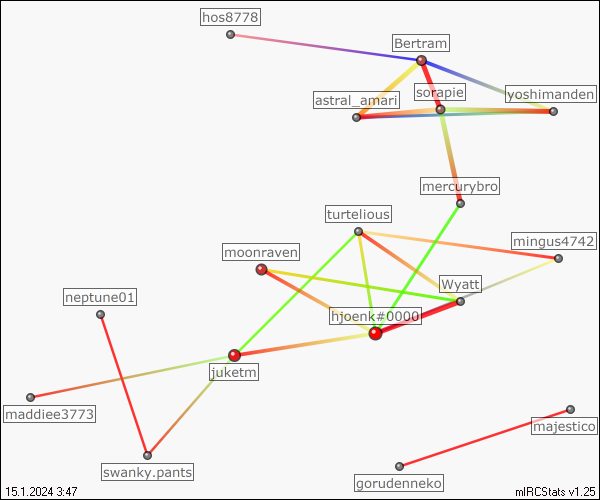 hos8778
Bertram
sorapie
astral_amari
yoshimanden
mercurybro
turtelious
mingus4742
moonraven
Wyatt
neptune01
hjoenk#0000
juketm
maddiee3773
majestico
swanky.pants
gorudenneko
15.1.2024 3:47
mIRCStats v1.25